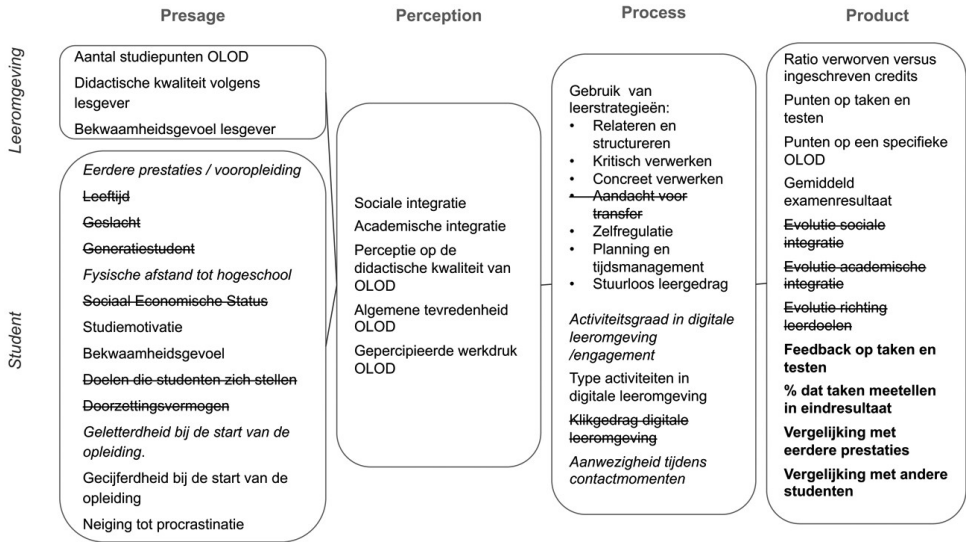 Presage
Perception
Process
Product
Leeromgeving
Student
Aantal studiepunten OLOD
Didactische kwaliteit volgens
lesgever
Bekwaamheidsgevoel lesgever
Eerdere prestaties / vooropleiding
Leeftijd
Geslacht
Generatiestudent
Fysische afstand tot hogeschool
Sociaal Economische Status
Studiemotivatie
Bekwaamheidsgevoel
Doelen die studenten zich stellen
Doorzettingsvermogen
Geletterdheid bij de start van de
opleiding.
Gecijferdheid bij de start van de
opleiding
Neiging tot procrastinatie
Sociale integratie
Academische integratie
Perceptie op de
didactische kwaliteit van
OLOD
Algemene tevredenheid
OLOD
Gepercipieerde werkdruk
OLOD
Gebruik van
leerstrategieën:
• Relateren en
structureren
• Kritisch verwerken
• Concreet verwerken
• Aandacht voor
transfer
• Zelfregulatie
• Planning en
tijdsmanagement
• Stuurloos leergedrag
Activiteitsgraad in digitale
leeromgeving
/engagement
Type activiteiten in
digitale leeromgeving
Klikgedrag digitale
leeromgeving
Aanwezigheid tijdens
contactmomenten
Ratio verworven versus
ingeschreven credits
Punten op taken en
testen
Punten op een specifieke
OLOD
Gemiddeld
examenresultaat
Evolutie sociale
integratie
Evolutie academische
integratie
Evolutie richting
leerdoelen
Feedback op taken en
testen
% dat taken meetellen
in eindresultaat
Vergelijking met
eerdere prestaties
Vergelijking met andere
studenten